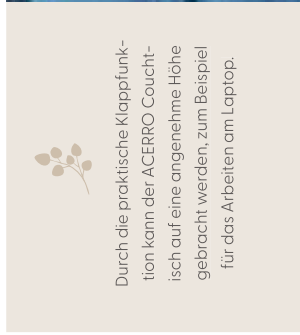 Durch die praktische Klappfunk-
tion kann der ACERRO Coucht-
isch auf eine angenehme Höhe
gebracht werden, zum Beispiel
für das Arbeiten am Laptop.